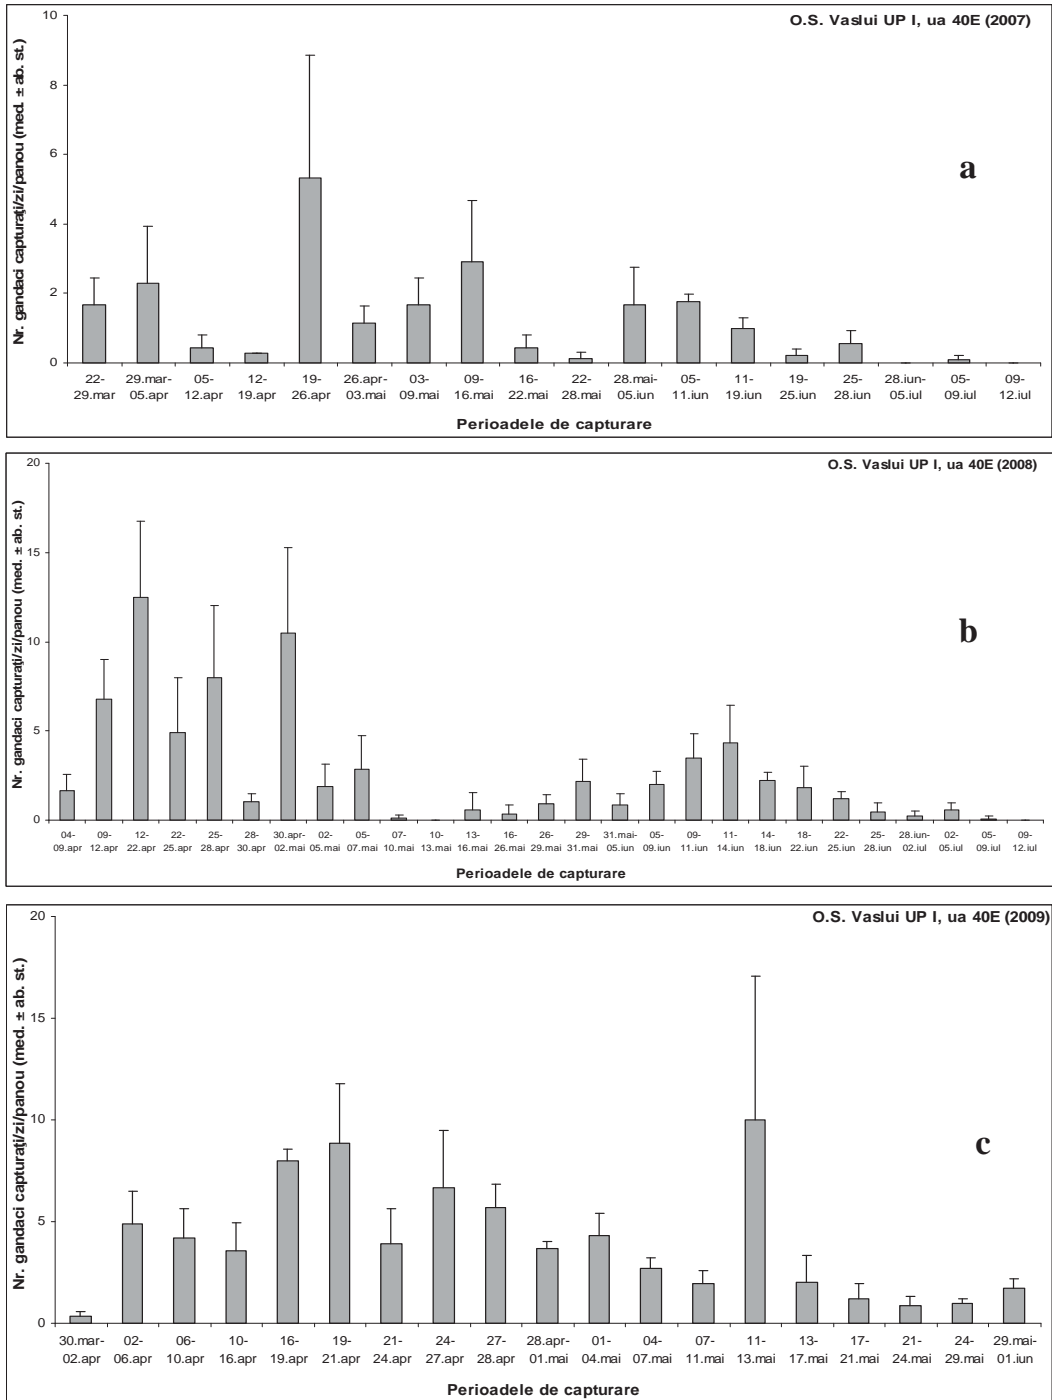 O.S. Vaslui UP I, ua 40E (2007)
Nr. gandaci capturaţi/zi/panou (med. ± ab. st.)
10
8
6
4
2
0
a
22- 29.mar- 05- 12- 19- 26.apr- 03- 09- 16- 22- 28.mai- 05- 11- 19- 25- 28.iun- 05- 09-
29.mar 05.apr 12.apr 19.apr 26.apr 03.mai 09.mai 16.mai 22.mai 28.mai 05.iun 11.iun 19.iun 25.iun 28.iun 05.iul 09.iul 12.iul
Perioadele de capturare
O.S. Vaslui UP I, ua 40E (2008)
Nr. gandaci capturaţi/zi/panou (med. ± ab. st.)
20
15
10
5
0
b
04- 09- 12- 22- 25- 28- 30.apr- 02- 05- 07- 10- 13- 16- 26- 29- 31.mai- 05- 09- 11- 14- 18- 22- 25- 28.iun- 02- 05- 09-
09.apr 12.apr 22.apr 25.apr 28.apr 30.apr 02.mai 05.mai 07.mai 10.mai 13.mai 16.mai 26.mai 29.mai 31.mai 05.iun 09.iun 11.iun 14.iun 18.iun 22.iun 25.iun 28.iun 02.iul 05.iul 09.iul 12.iul
Perioadele de capturare
O.S. Vaslui UP I, ua 40E (2009)
Nr. gandaci capturaţi/zi/panou (med. ± ab. st.)
20
15
10
5
0
c
30.mar- 02- 06- 10- 16- 19- 21- 24- 27- 28.apr- 01- 04- 07- 11- 13- 17- 21- 24- 29.mai-
02.apr 06.apr 10.apr 16.apr 19.apr 21.apr 24.apr 27.apr 28.apr 01.mai 04.mai 07.mai 11.mai 13.mai 17.mai 21.mai 24.mai 29.mai 01.iun
Perioadele de capturare